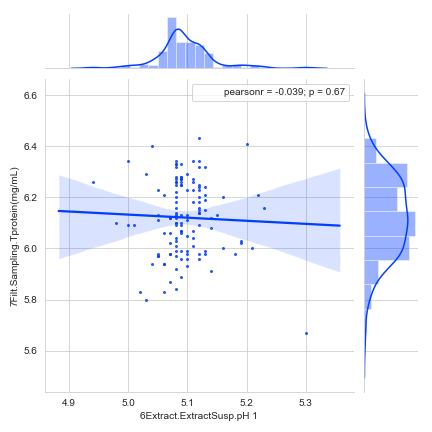 pearsonr = -0.039; p = 0.67
6.6
6.4
6.2
6.0
5.8
5.6
7Filt.Sampling.Tprotein(mg/mL)
4.9 5.0 5.1 5.2 5.3
6Extract.ExtractSusp.pH 1